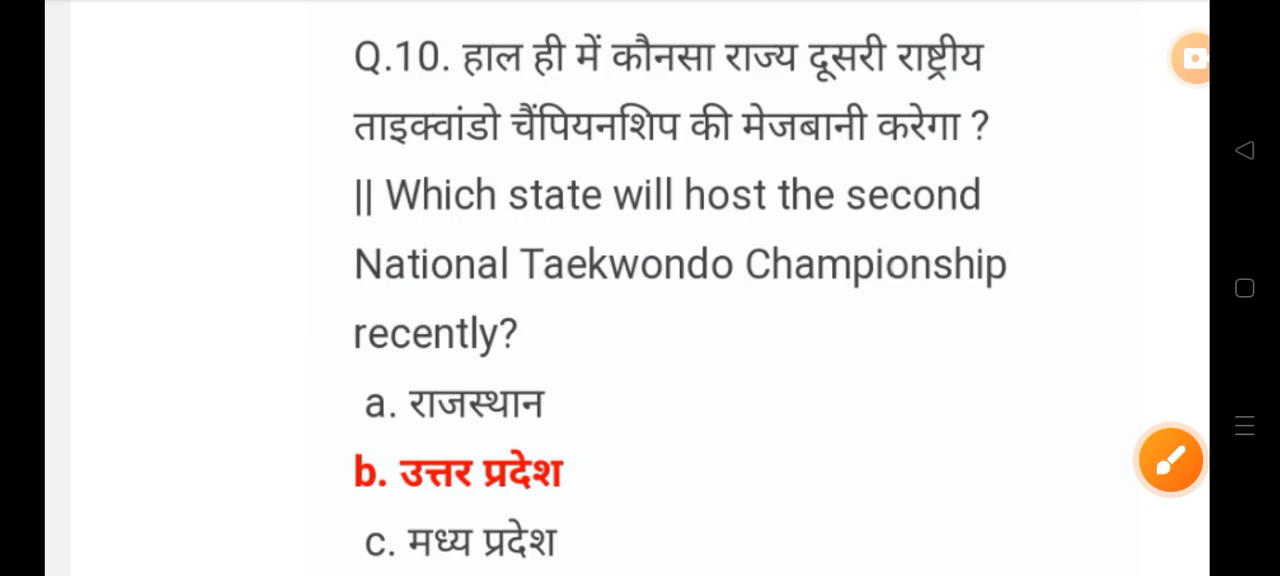 Q.10. हाल ही में कौनसा राज्य दूसरी राष्ट्रीय
ताइक्वांडो चैंपियनशिप की मेजबानी करेगा ?
|| Which state will host the second
National Taekwondo Championship
recently?
a. राजस्थान
b. उत्तर प्रदेश
c. मध्य प्रदेश